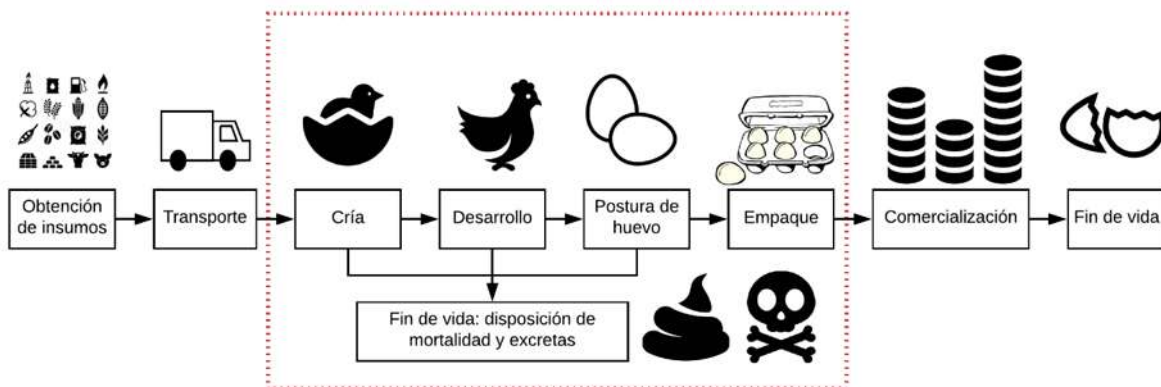 Obtención
de insumos
Transporte
Cría
Desarrollo
Postura de
huevo
Empaque
Comercialización
Fin de vida
Fin de vida: disposición de
mortalidad y excretas